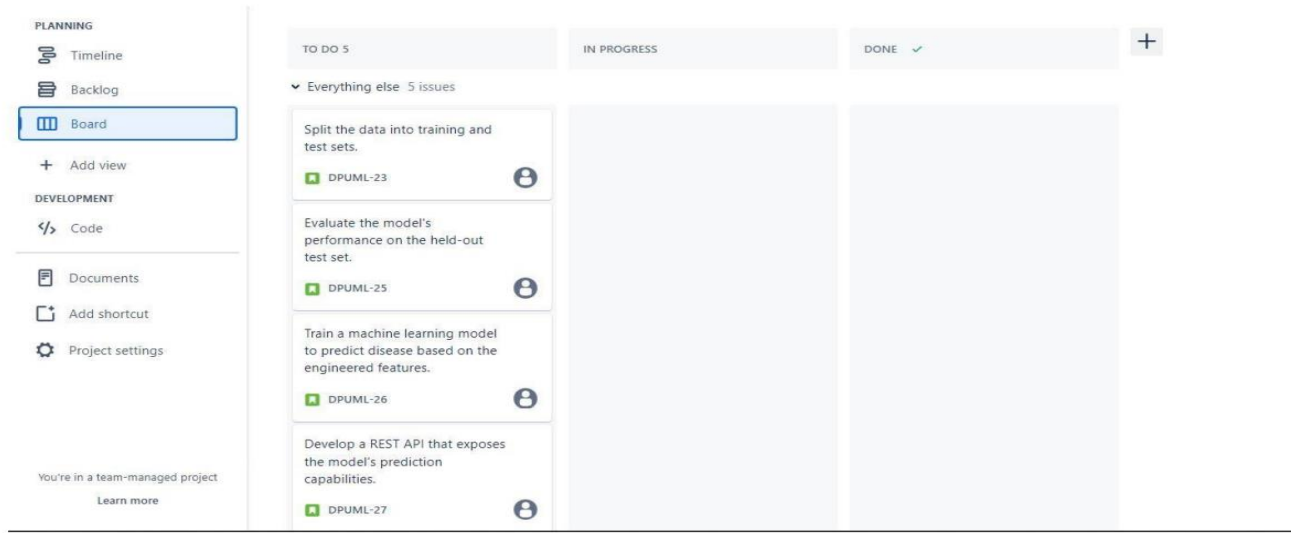 PLANNING
Timeline
Backlog
Board
Add view
DEVELOPMENT
</> Code
Documents
Add shortcut
Project settings
You're in a team-managed project
Learn more
TO DO 5
IN PROGRESS
DONE ✓
Everything else 5 issues
Split the data into training and
test sets.
DPUML-23
Evaluate the model's
performance on the held-out
test set.
DPUML-25
Train a machine learning model
to predict disease based on the
engineered features.
DPUML-26
Develop a REST API that exposes
the model's prediction
capabilities.
DPUML-27